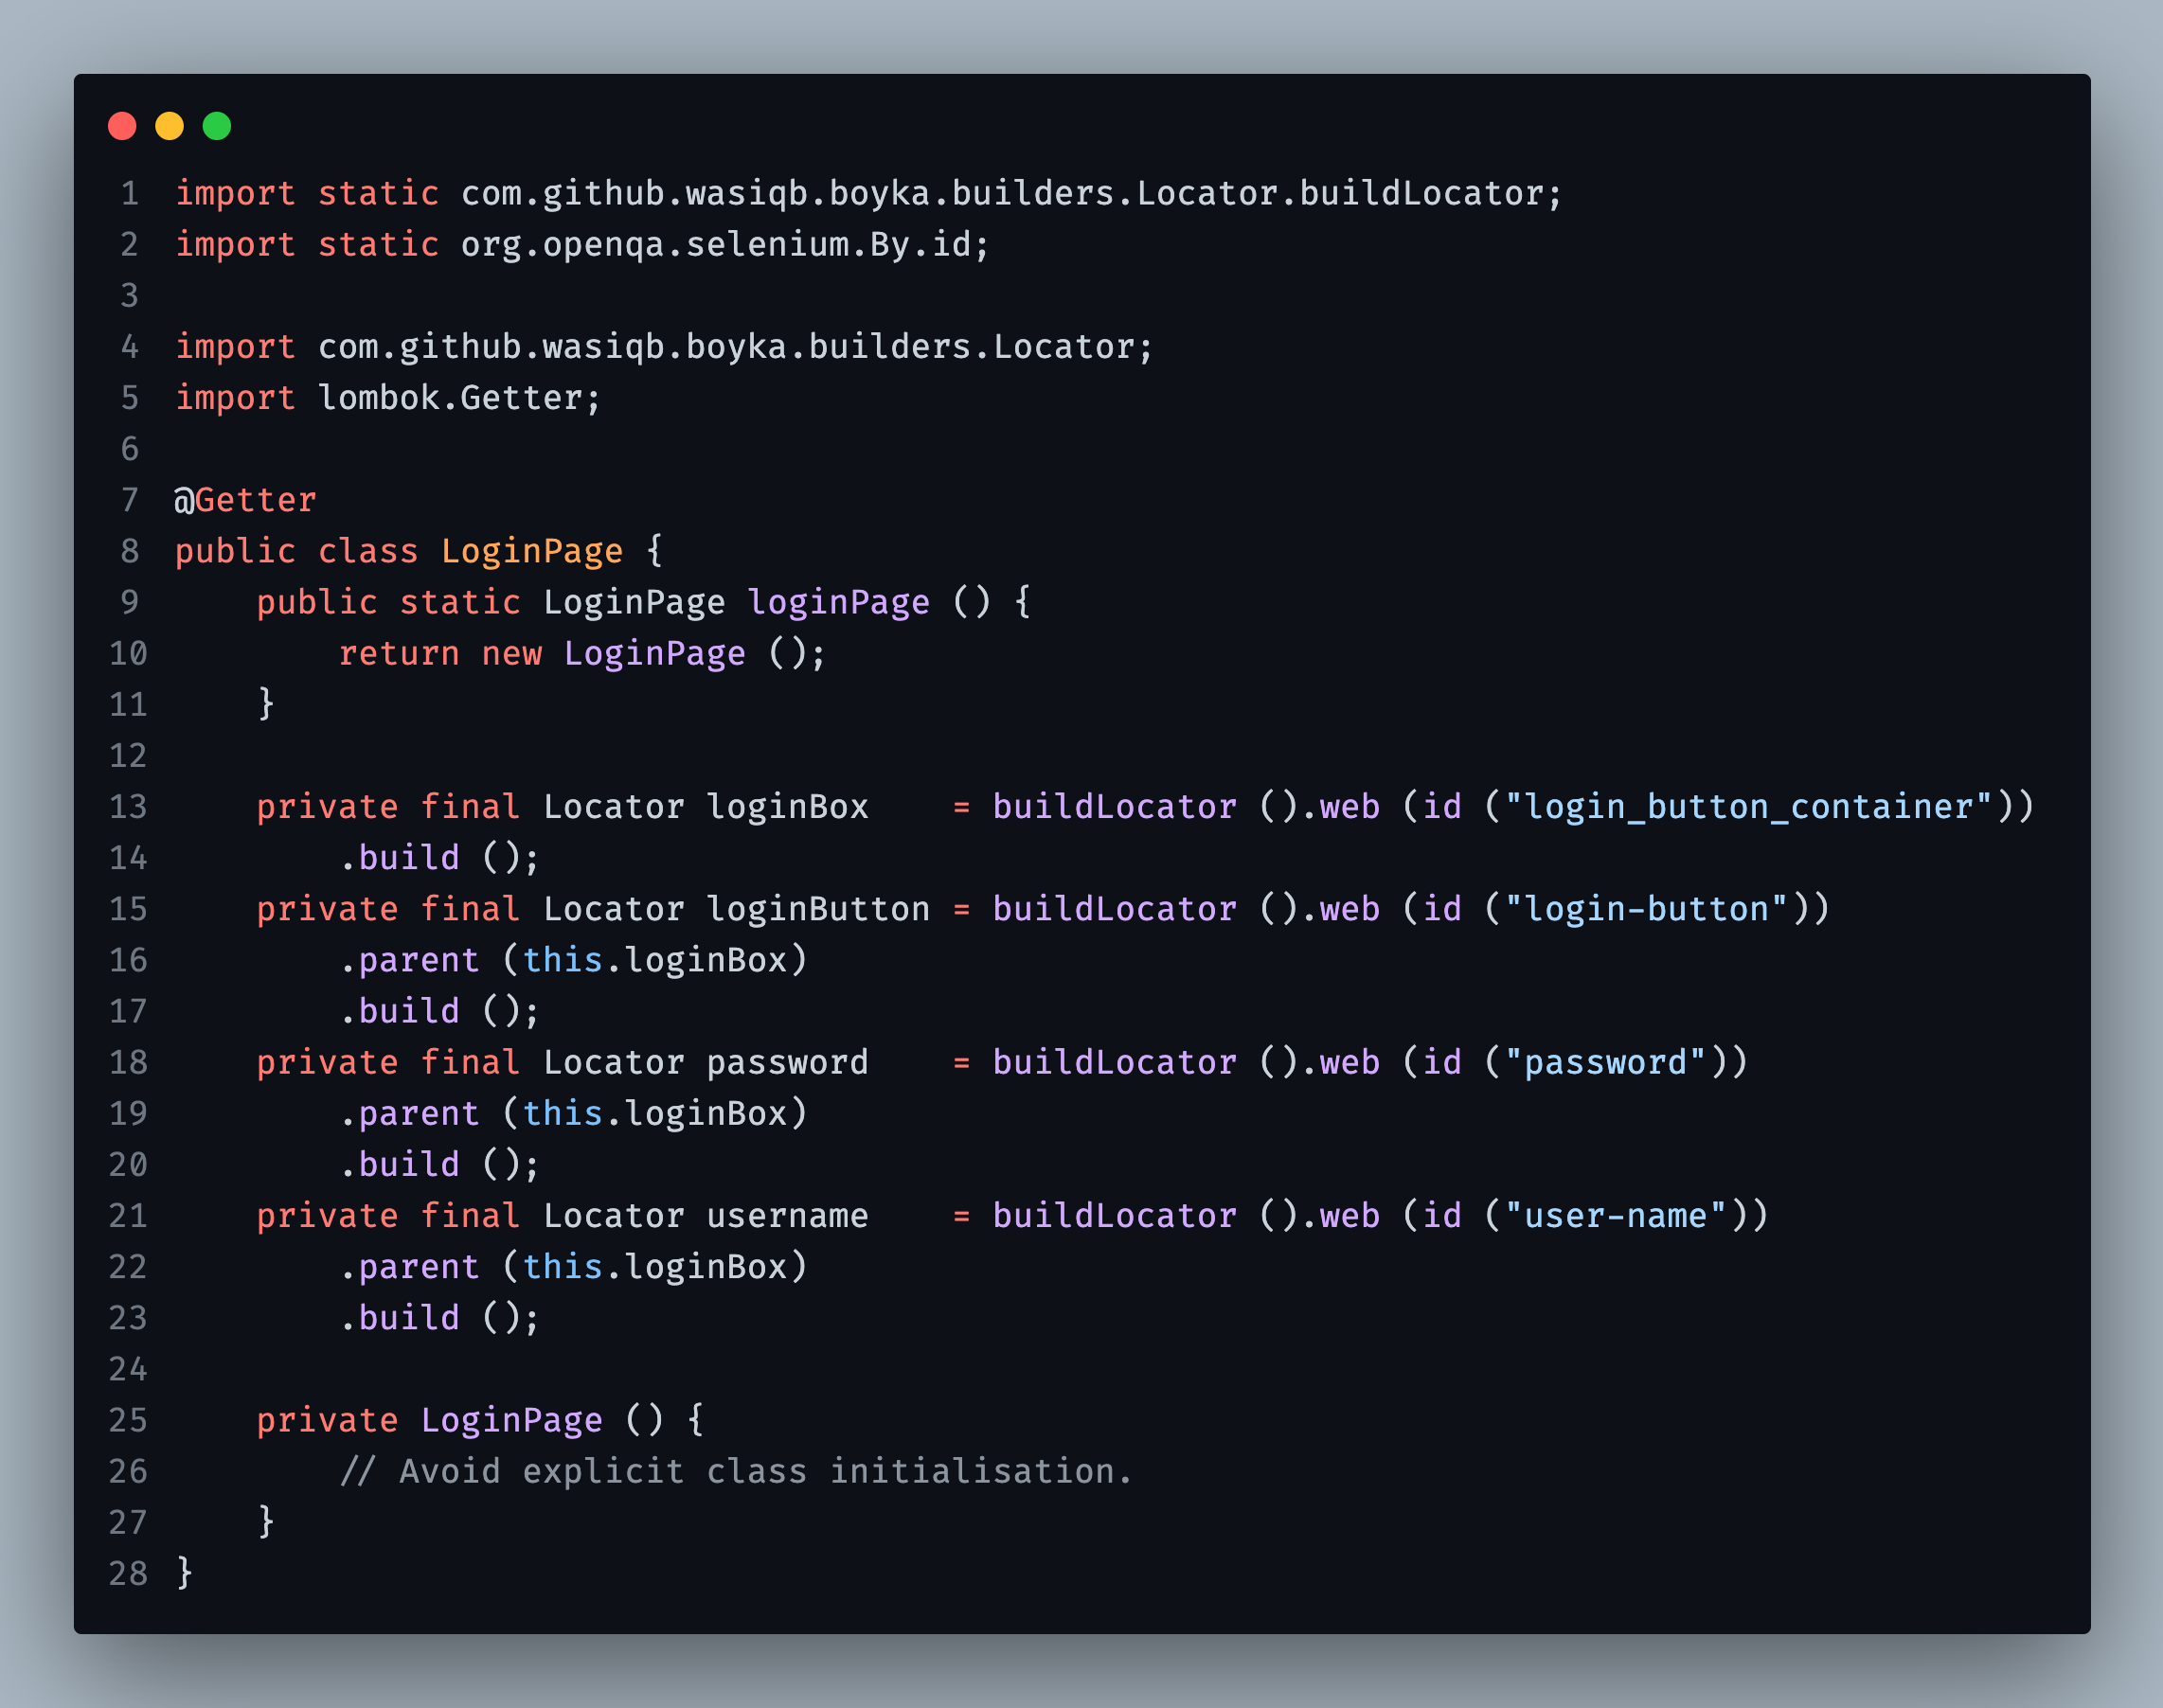 1 import static com.github.wasiqb.boyka.builders.Locator.buildLocator;
2 import static org.openqa.selenium.By.id;
3
4 import com.github.wasiqb.boyka.builders.Locator;
5 import lombok.Getter;
6
7 @Getter
8 public class LoginPage {
9     public static LoginPage loginPage () {
10         return new LoginPage ();
11     }
12
13     private final Locator loginBox    = buildLocator ().web (id ("login_button_container"))
14         .build ();
15     private final Locator loginButton = buildLocator ().web (id ("login-button"))
16         .parent (this.loginBox)
17         .build ();
18     private final Locator password    = buildLocator ().web (id ("password"))
19         .parent (this.loginBox)
20         .build ();
21     private final Locator username    = buildLocator ().web (id ("user-name"))
22         .parent (this.loginBox)
23         .build ();
24
25     private LoginPage () {
26         // Avoid explicit class initialisation.
27     }
28 }